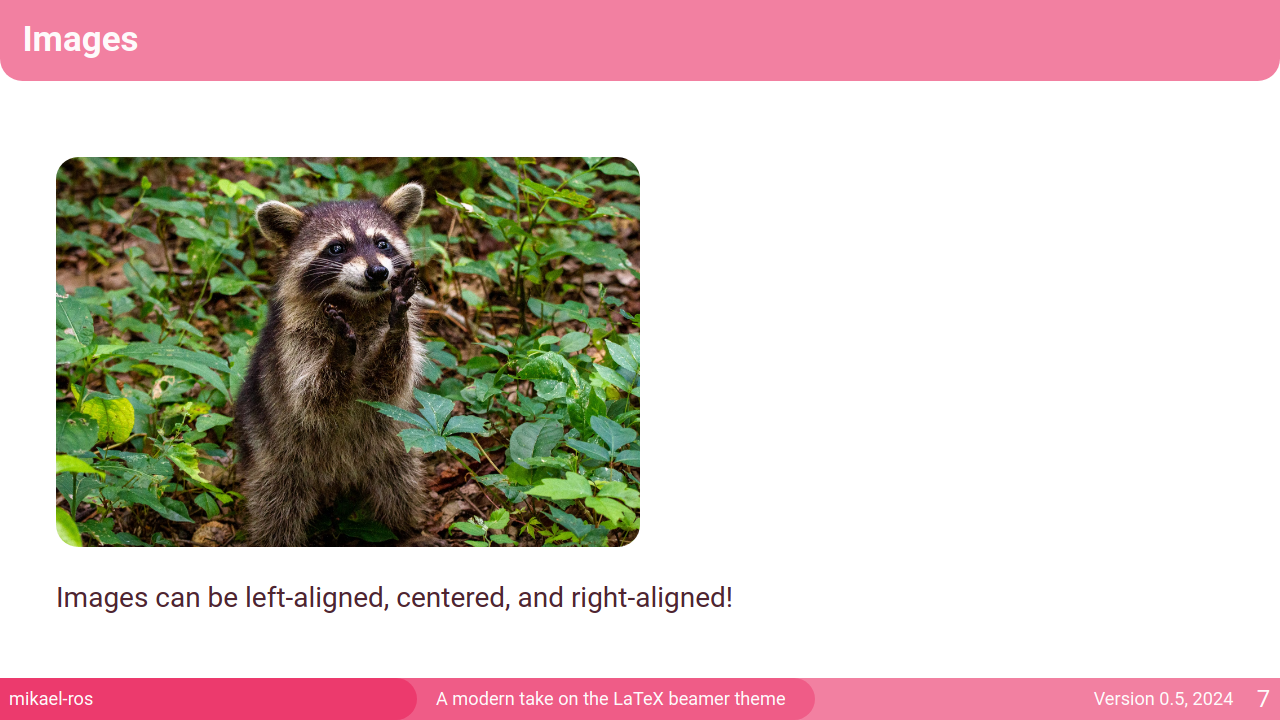 Images
Images can be left-aligned, centered, and right-aligned!
mikael-ros
A modern take on the LaTeX beamer theme
Version 0.5, 2024
7